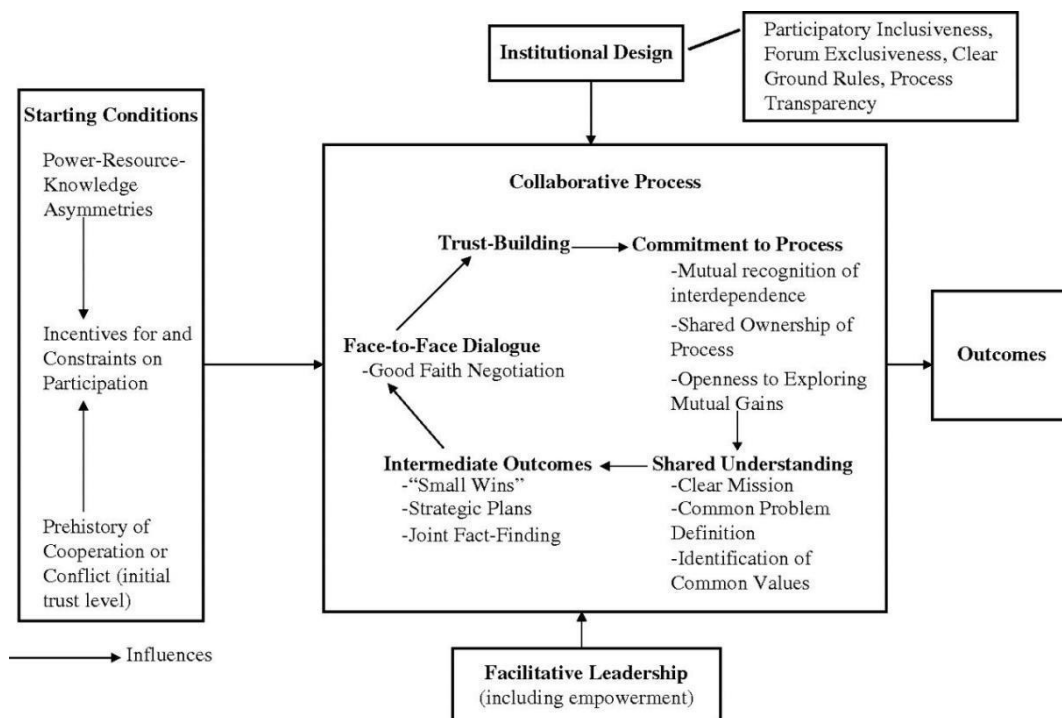 Institutional Design
Participatory Inclusiveness,
Forum Exclusiveness, Clear
Ground Rules, Process
Transparency
Starting Conditions
Power-Resource-
Knowledge
Asymmetries
Incentives for and
Constraints on
Participation
Prehistory of
Cooperation or
Conflict (initial
trust level)
Influences
Collaborative Process
Trust-Building
Commitment to Process
-Mutual recognition of
interdependence
-Shared Ownership of
Process
-Openness to Exploring
Mutual Gains
Face-to-Face Dialogue
-Good Faith Negotiation
Intermediate Outcomes
-“Small Wins”
-Strategic Plans
-Joint Fact-Finding
Shared Understanding
-Clear Mission
-Common Problem
Definition
-Identification of
Common Values
Outcomes
Facilitative Leadership
(including empowerment)